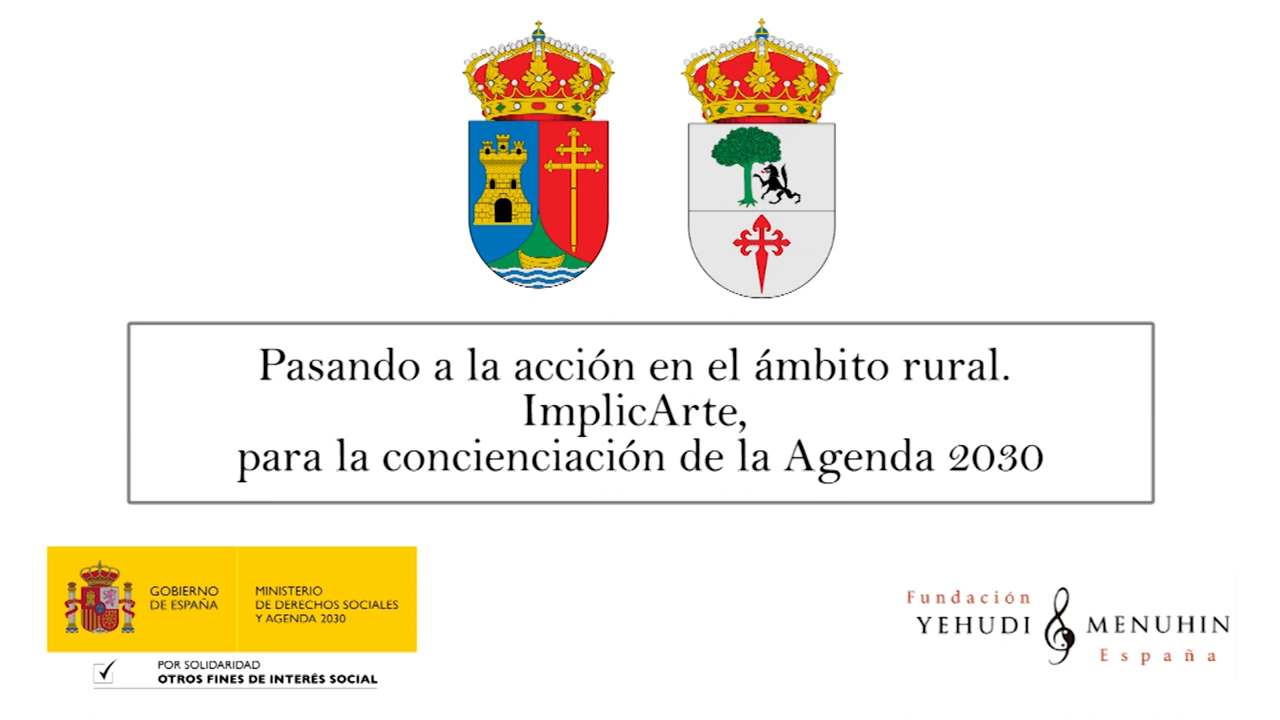 Pasando a la acción en el ámbito rural.
ImplicArte,
para la concienciación de la Agenda 2030
GOBIERNO
DE ESPAÑA
MINISTERIO
DE DERECHOS SOCIALES
Y AGENDA 2030
POR SOLIDARIDAD
OTROS FINES DE INTERÉS SOCIAL
Fundación
YEHUDI MENUHIN
España